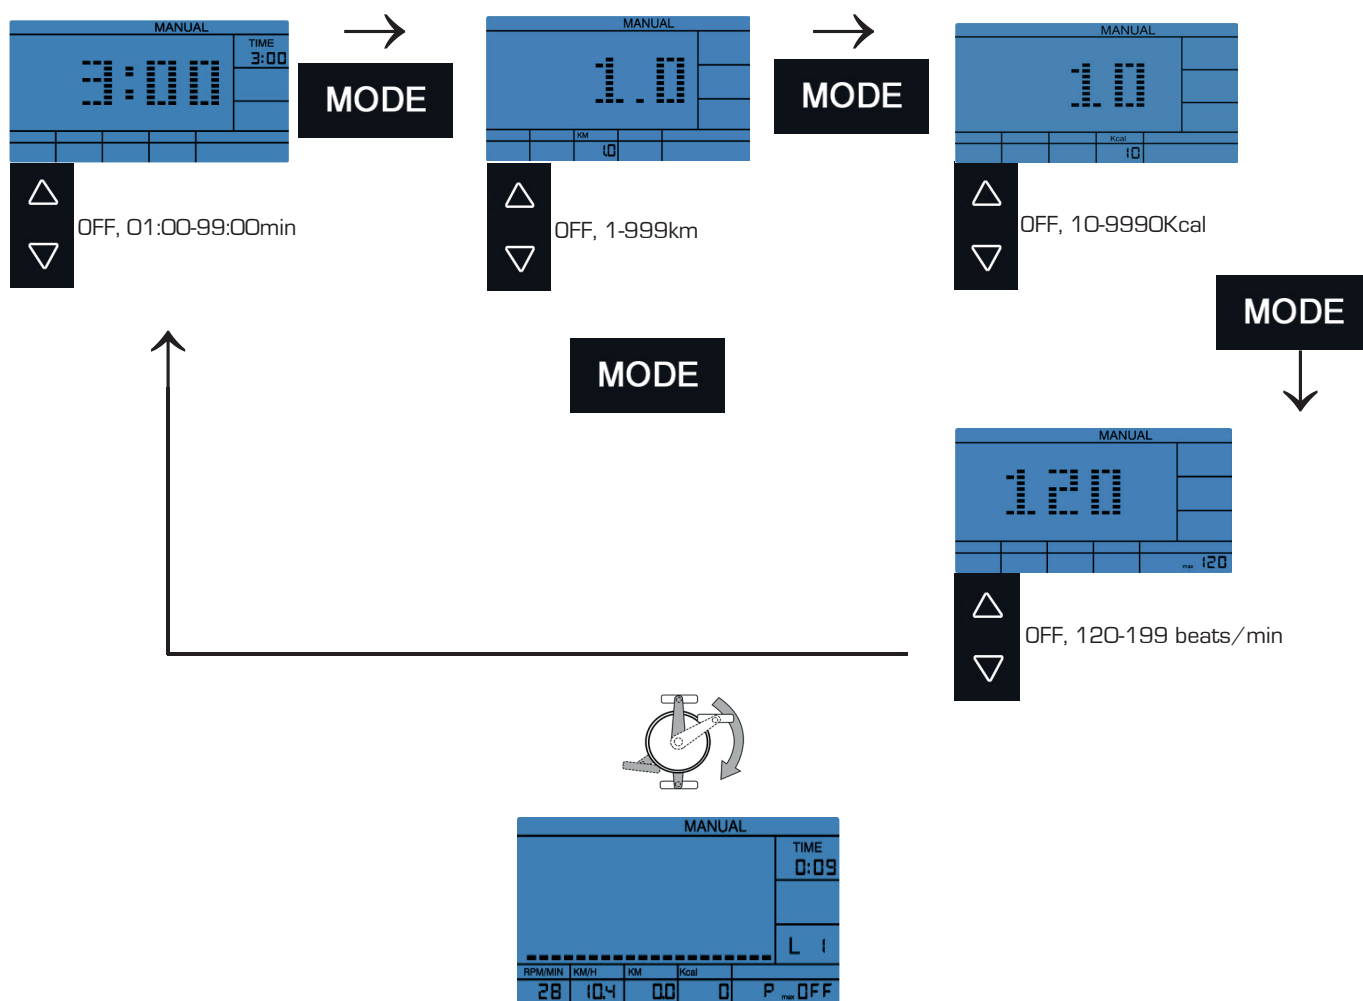 MANUAL
TIME
3:00
3:00
OFF, 01:00-99:00min
MODE
MANUAL
1.0
KM
1.0
OFF, 1-999km
MODE
MANUAL
10
Kcal
10
OFF, 10-9990Kcal
MODE
MODE
MANUAL
120
max 120
OFF, 120-199 beats/min
MANUAL
TIME
0:09
L 1
RPM/MIN KM/H KM Kcal
28 10.4 0.0 0 P max OFF